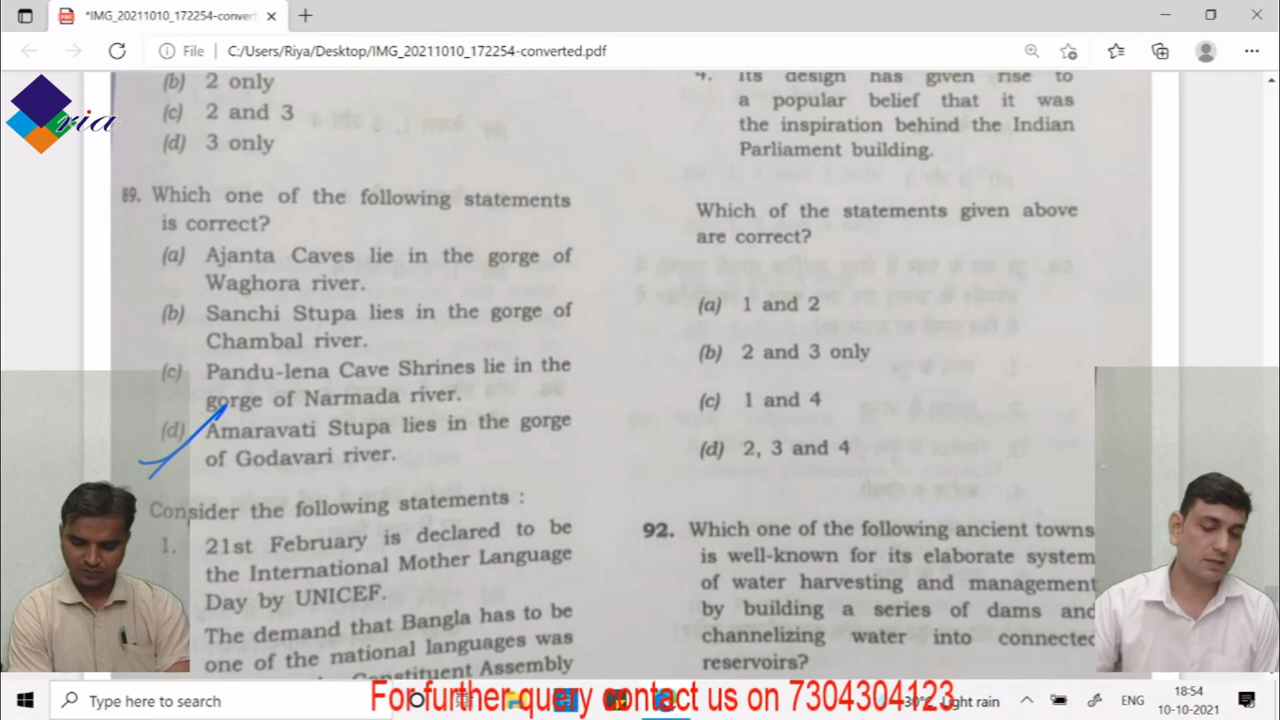 *IMG_20211010_172254-convert
File
C:/Users/Riya/Desktop/IMG_20211010_172254-converted.pdf
ria
(b) 2 only
(c) 2 and 3
(d) 3 only
89. Which one of the following statements
is correct?
(a) Ajanta Caves lie in the gorge of
Waghora river.
(b) Sanchi Stupa lies in the gorge of
Chambal river.
(c) Pandu-lena Cave Shrines lie in the
gorge of Narmada river.
(d) Amaravati Stupa lies in the gorge
of Godavari river.
Consider the following statements :
1. 21st February is declared to be
the International Mother Language
Day by UNICEF.
The demand that Bangla has to be
one of the national languages was
Constituent Assembly
4. Its design has given rise to
a popular belief that it was
the inspiration behind the Indian
Parliament building.
Which of the statements given above
are correct?
(a) 1 and 2
(b) 2 and 3 only
(c) 1 and 4
(d) 2, 3 and 4
92. Which one of the following ancient towns
is well-known for its elaborate system
of water harvesting and management
by building a series of dams and
channelizing water into connected
reservoirs?
Type here to search
For further query contact us on 7304304123
Light rain
ENG
18:54
10-10-2021